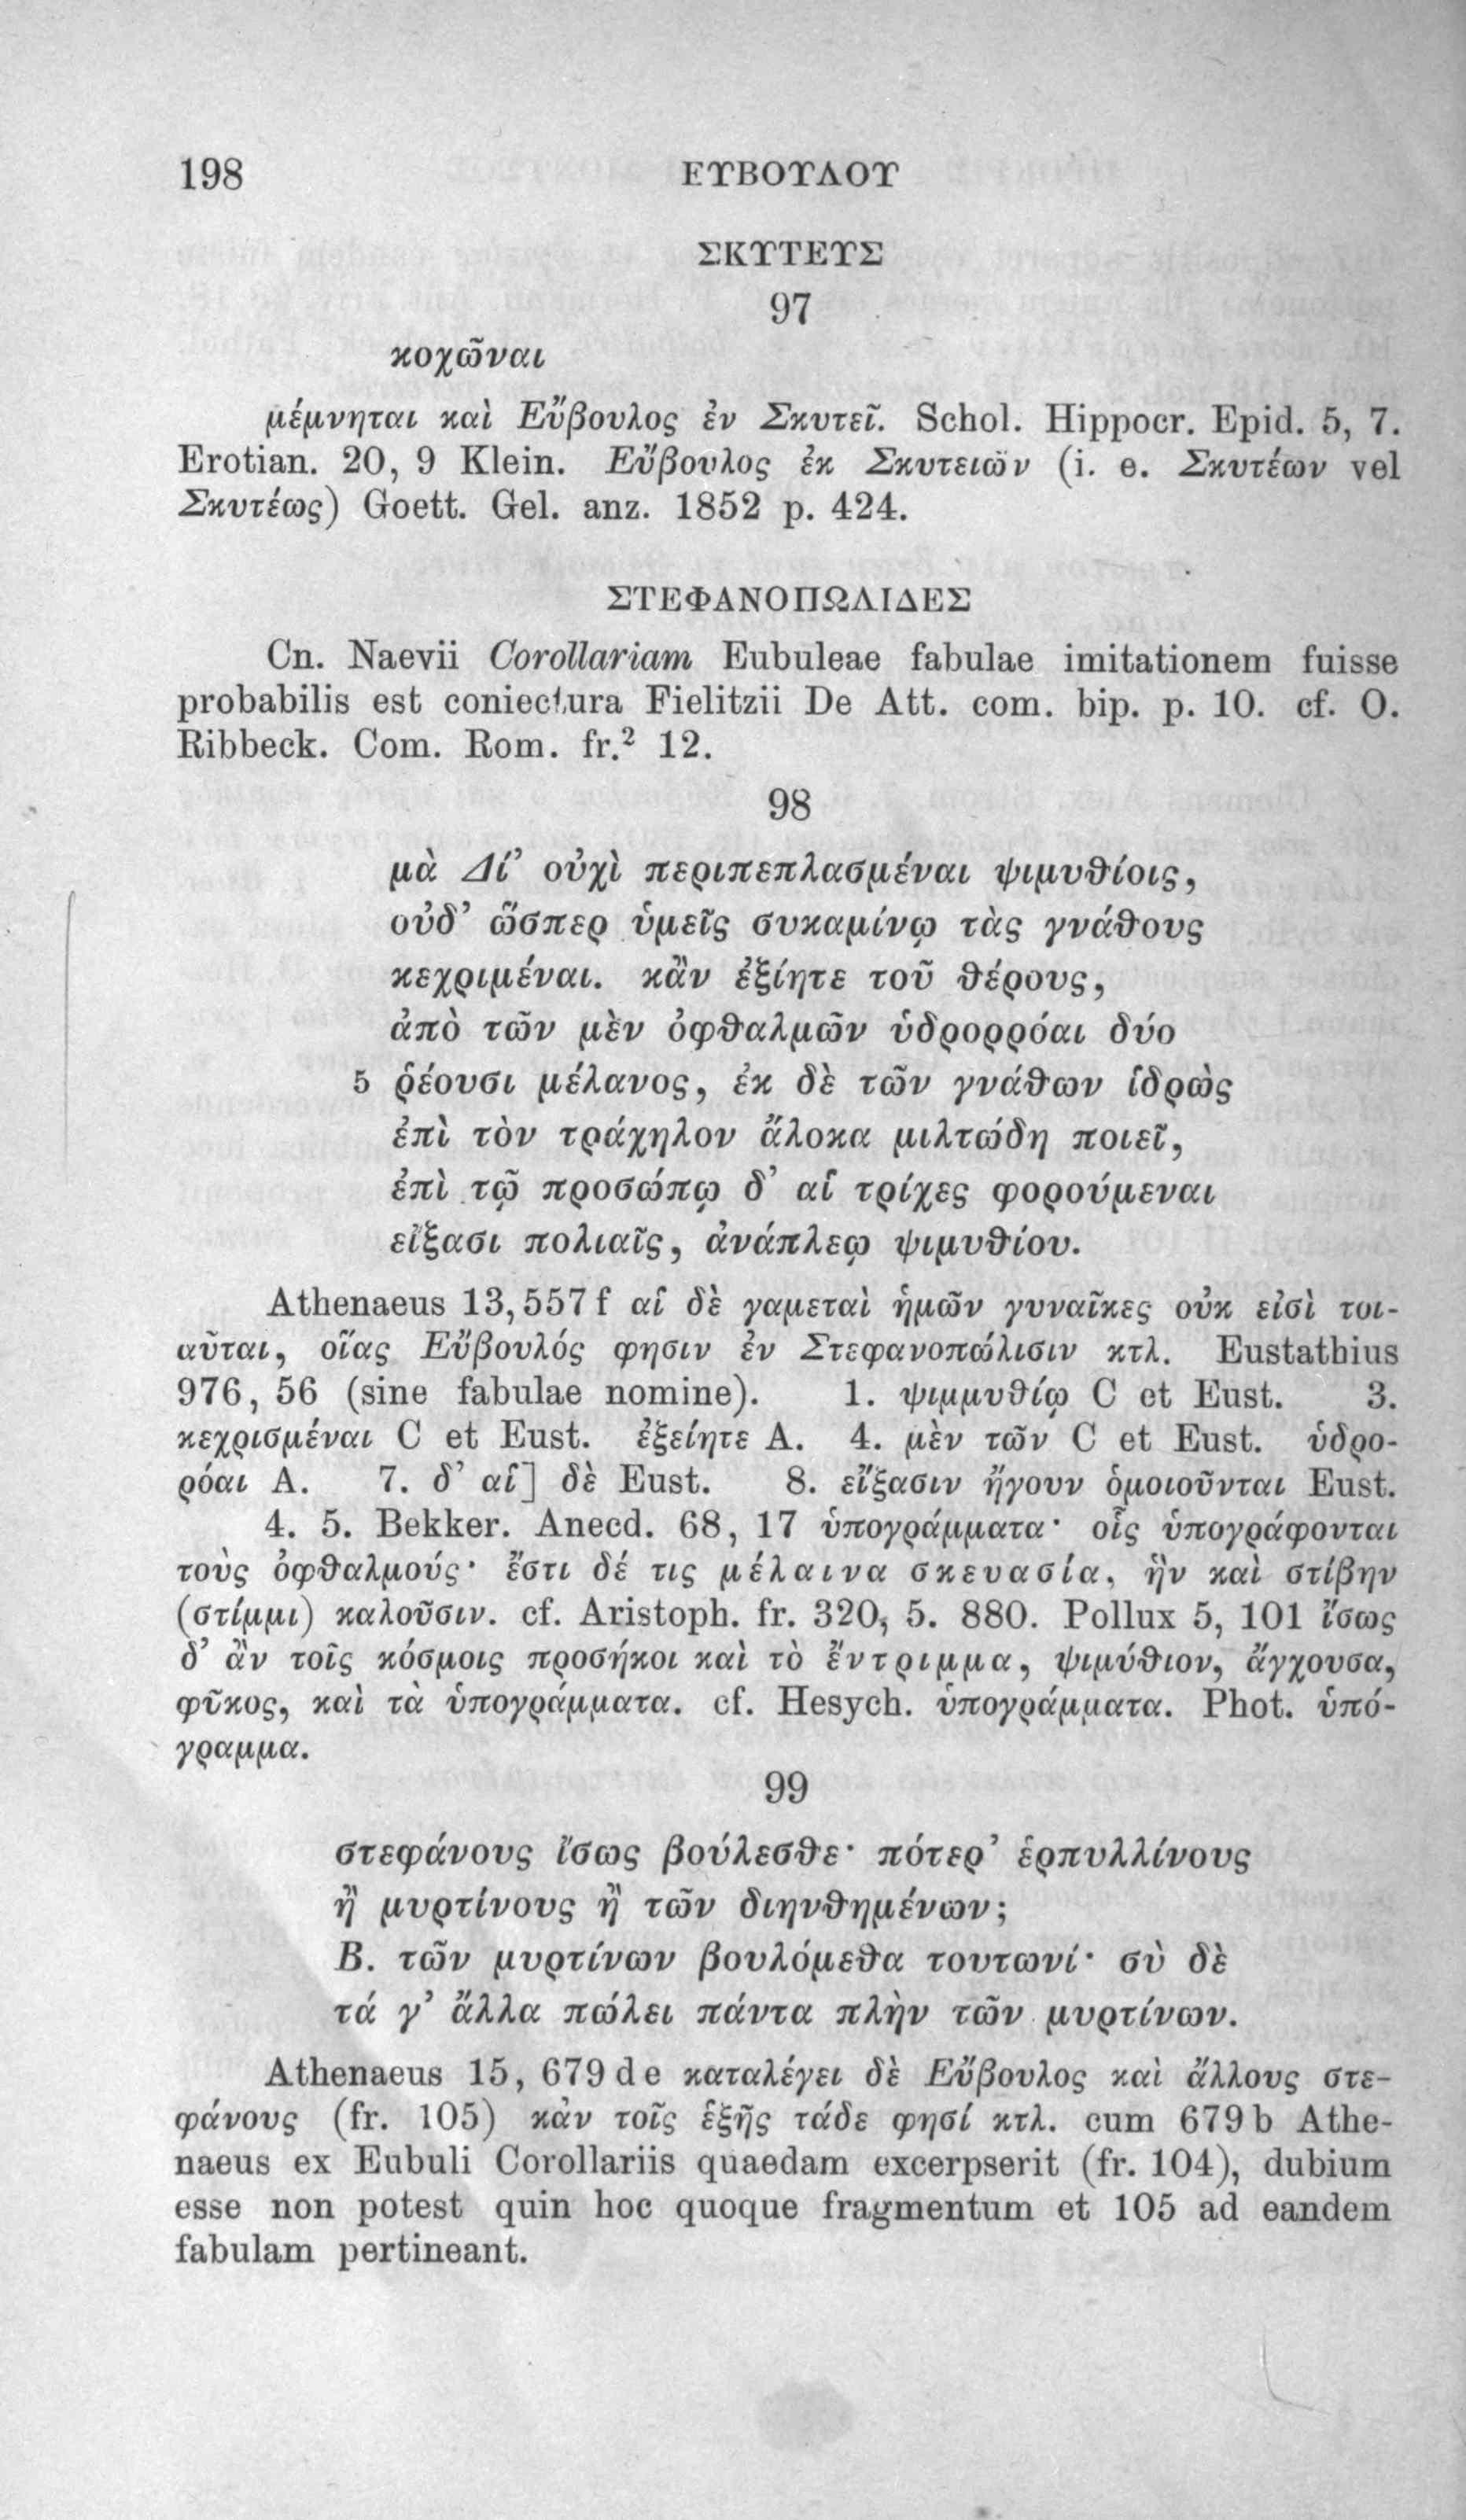 198
ΕΥΒΟΥΛΟΥ
ΣΚΥΤΕΥΣ
97
κοχῶναι
μέμνηται καὶ Εὔβουλος ἐν Σκυτεῖ. Schol. Hippocr. Epid. 5, 7.
Erotian. 20, 9 Klein. Εὔβουλος ἐκ Σκυτειῶν (i. e. Σκυτέων vel
Σκυτέως) Goett. Gel. anz. 1852 p. 424.
ΣΤΕΦΑΝΟΠΩΛΙΔΕΣ
Cn. Naevii Corollariam Eubuleae fabulae imitationem fuisse
probabilis est coniectura Fielitzii De Att. com. bip. p. 10. cf. O.
Ribbeck. Com. Rom. fr.² 12.
98
μὰ Δί’ οὐχὶ περιπεπλασμέναι ψιμυθίοις,
οὐδ’ ὥσπερ ὑμεῖς συκαμίνῳ τὰς γνάθους
κεχριμέναι. κἂν ἐξίητε τοῦ θέρους,
ἀπὸ τῶν μὲν ὀφθαλμῶν ὑδρορρόαι δύο
5 ῥέουσι μέλανος, ἐκ δὲ τῶν γνάθων ἱδρὼς
ἐπὶ τὸν τράχηλον ἄλοκα μιλτώδη ποιεῖ,
ἐπὶ τῷ προσώπῳ δ’ αἱ τρίχες φορούμεναι
εἴξασι πολιαῖς, ἀνάπλεῳ ψιμυθίου.
Athenaeus 13, 557 f αἱ δὲ γαμεταὶ ἡμῶν γυναῖκες οὐκ εἰσὶ τοι-
αῦται, οἵας Εὔβουλός φησιν ἐν Στεφανοπώλισιν κτλ. Eustathius
976, 56 (sine fabulae nomine). 1. ψιμμυθίῳ C et Eust. 3.
κεχρισμέναι C et Eust. ἐξείητε A. 4. μὲν τῶν C et Eust. ὑδρο-
ρόαι A. 7. δ’ αἱ] δὲ Eust. 8. εἴξασιν ἤγουν ὁμοιοῦνται Eust.
4. 5. Bekker. Anecd. 68, 17 ὑπογράμματα· οἷς ὑπογράφονται
τοὺς ὀφθαλμούς· ἔστι δέ τις μέλαινα σκευασία, ἣν καὶ στίβην
(στίμμι) καλοῦσιν. cf. Aristoph. fr. 320, 5. 880. Pollux 5, 101 ἴσως
δ’ ἂν τοῖς κόσμοις προσήκοι καὶ τὸ ἔντριμμα, ψιμύθιον, ἄγχουσα,
φῦκος, καὶ τὰ ὑπογράμματα. cf. Hesych. ὑπογράμματα. Phot. ὑπό-
γραμμα.
99
στεφάνους ἴσως βούλεσθε· πότερ’ ἑρπυλλίνους
ἢ μυρτίνους ἢ τῶν διηνθημένων;
Β. τῶν μυρτίνων βουλόμεθα τουτωνί· σὺ δὲ
τά γ’ ἄλλα πώλει πάντα πλὴν τῶν μυρτίνων.
Athenaeus 15, 679 d e καταλέγει δὲ Εὔβουλος καὶ ἄλλους στε-
φάνους (fr. 105) κἀν τοῖς ἑξῆς τάδε φησί κτλ. cum 679 b Athe-
naeus ex Eubuli Corollariis quaedam excerpserit (fr. 104), dubium
esse non potest quin hoc quoque fragmentum et 105 ad eandem
fabulam pertineant.